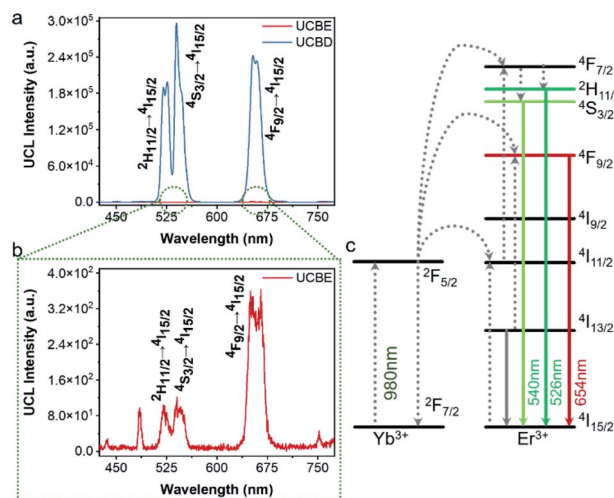 a
UCBE
UCBD
UCL Intensity (a.u.)
3.0×10⁵
2.4×10⁵
1.8×10⁵
1.2×10⁵
6.0×10⁴
0.0
²H₁₁/₂→⁴I₁₅/₂
⁴S₃/₂→⁴I₁₅/₂
⁴F₉/₂→⁴I₁₅/₂
450 525 600 675 750
Wavelength (nm)
b
UCBE
UCL Intensity (a.u.)
4.0×10²
3.2×10²
2.4×10²
1.6×10²
8.0×10¹
0.0
²H₁₁/₂→⁴I₁₅/₂
⁴S₃/₂→⁴I₁₅/₂
⁴F₉/₂→⁴I₁₅/₂
450 525 600 675 750
Wavelength (nm)
c
²F₅/₂
980nm
²F₇/₂
Yb³⁺
⁴F₇/₂
²H₁₁/
⁴S₃/₂
⁴F₉/₂
⁴I₉/₂
⁴I₁₁/₂
⁴I₁₃/₂
540nm
526nm
654nm
⁴I₁₅/₂
Er³⁺